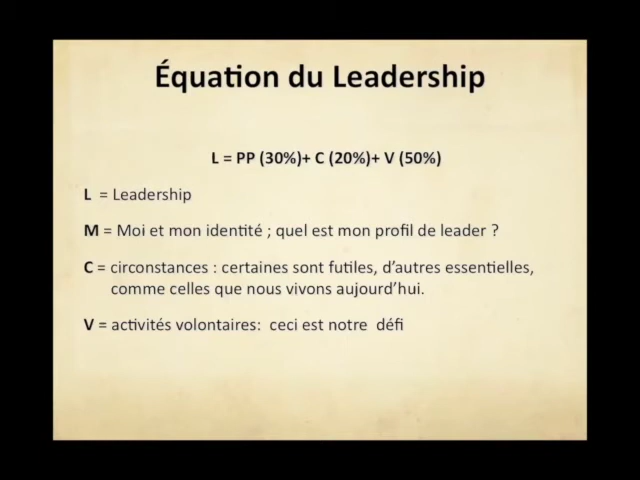 Équation du Leadership
L = PP (30%)+ C (20%)+ V (50%)
L = Leadership
M = Moi et mon identité ; quel est mon profil de leader ?
C = circonstances : certaines sont futiles, d'autres essentielles,
comme celles que nous vivons aujourd'hui.
V = activités volontaires: ceci est notre défi